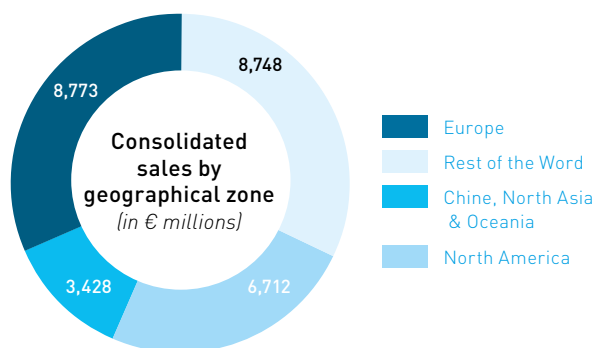 8,748
8,773
Consolidated
sales by
geographical zone
(in € millions)
3,428
6,712
Europe
Rest of the Word
Chine, North Asia
& Oceania
North America